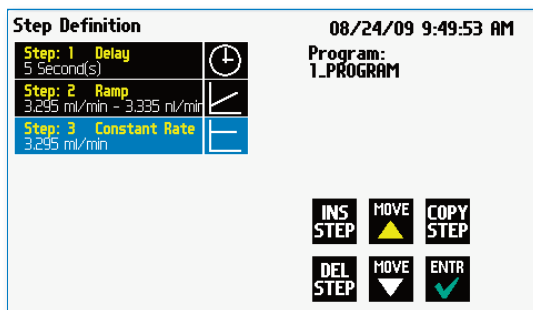 Step Definition
08/24/09 9:49:53 AM
Step: 1 Delay
5 Second(s)
Step: 2 Ramp
3.295 ml/min - 3.335 nl/min
Step: 3 Constant Rate
3.295 ml/min
Program:
1_PROGRAM
INS STEP
MOVE
COPY STEP
DEL STEP
MOVE
ENTR